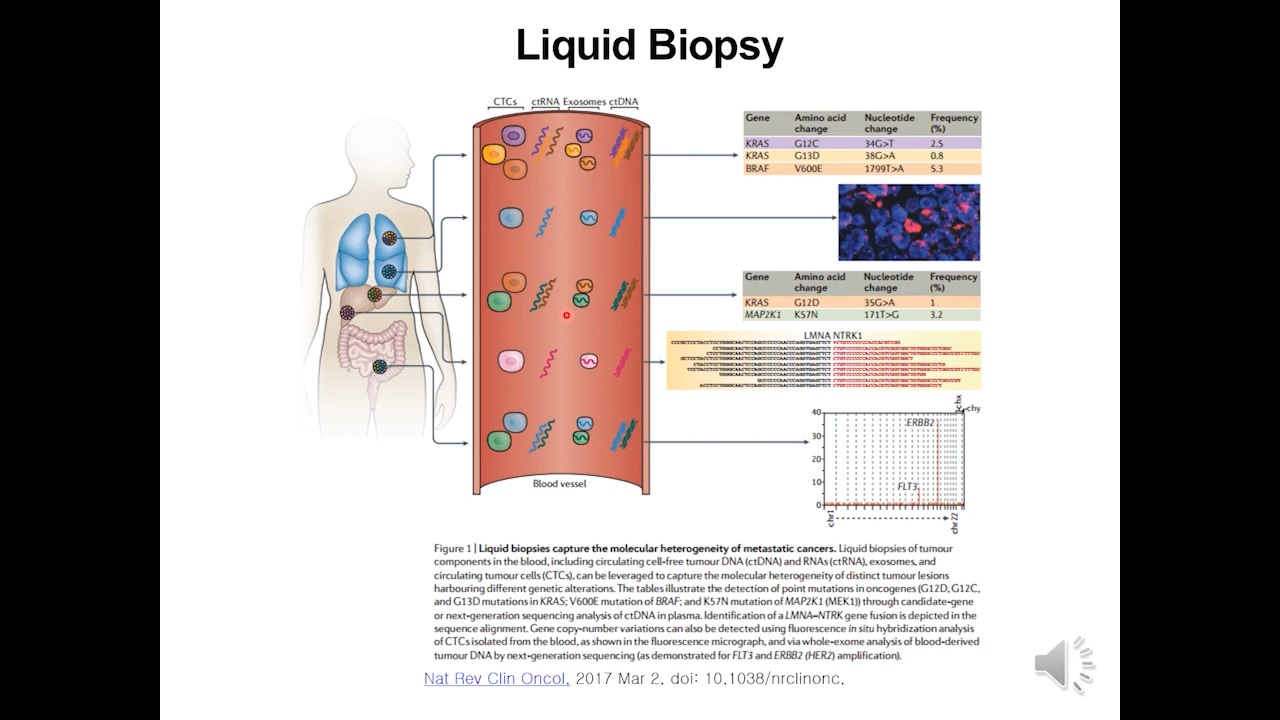 Liquid Biopsy
CTCs ctRNA Exosomes ctDNA
Gene Amino acid change Nucleotide change Frequency (%)
KRAS G12C 34G>T 2.5
KRAS G13D 38G>A 0.8
BRAF V600E 1799T>A 5.3
Gene Amino acid change Nucleotide change Frequency (%)
KRAS G12D 35G>A 1
MAP2K1 K57N 171T>G 3.2
LMNA NTRK1
chx
chy
40
ERBB2
30
20
10
FLT3
0
chr1
chr22
Blood vessel
Figure 1 | Liquid biopsies capture the molecular heterogeneity of metastatic cancers. Liquid biopsies of tumour
components in the blood, including circulating cell-free tumour DNA (ctDNA) and RNAs (ctRNA), exosomes, and
circulating tumour cells (CTCs), can be leveraged to capture the molecular heterogeneity of distinct tumour lesions
harbouring different genetic alterations. The tables illustrate the detection of point mutations in oncogenes (G12D, G12C,
and G13D mutations in KRAS; V600E mutation of BRAF; and K57N mutation of MAP2K1 (MEK1)) through candidate-gene
or next-generation sequencing analysis of ctDNA in plasma. Identification of a LMNA–NTRK gene fusion is depicted in the
sequence alignment. Gene copy-number variations can also be detected using fluorescence in situ hybridization analysis
of CTCs isolated from the blood, as shown in the fluorescence micrograph, and via whole-exome analysis of blood-derived
tumour DNA by next-generation sequencing (as demonstrated for FLT3 and ERBB2 (HER2) amplification).
Nat Rev Clin Oncol. 2017 Mar 2. doi: 10.1038/nrclinonc.